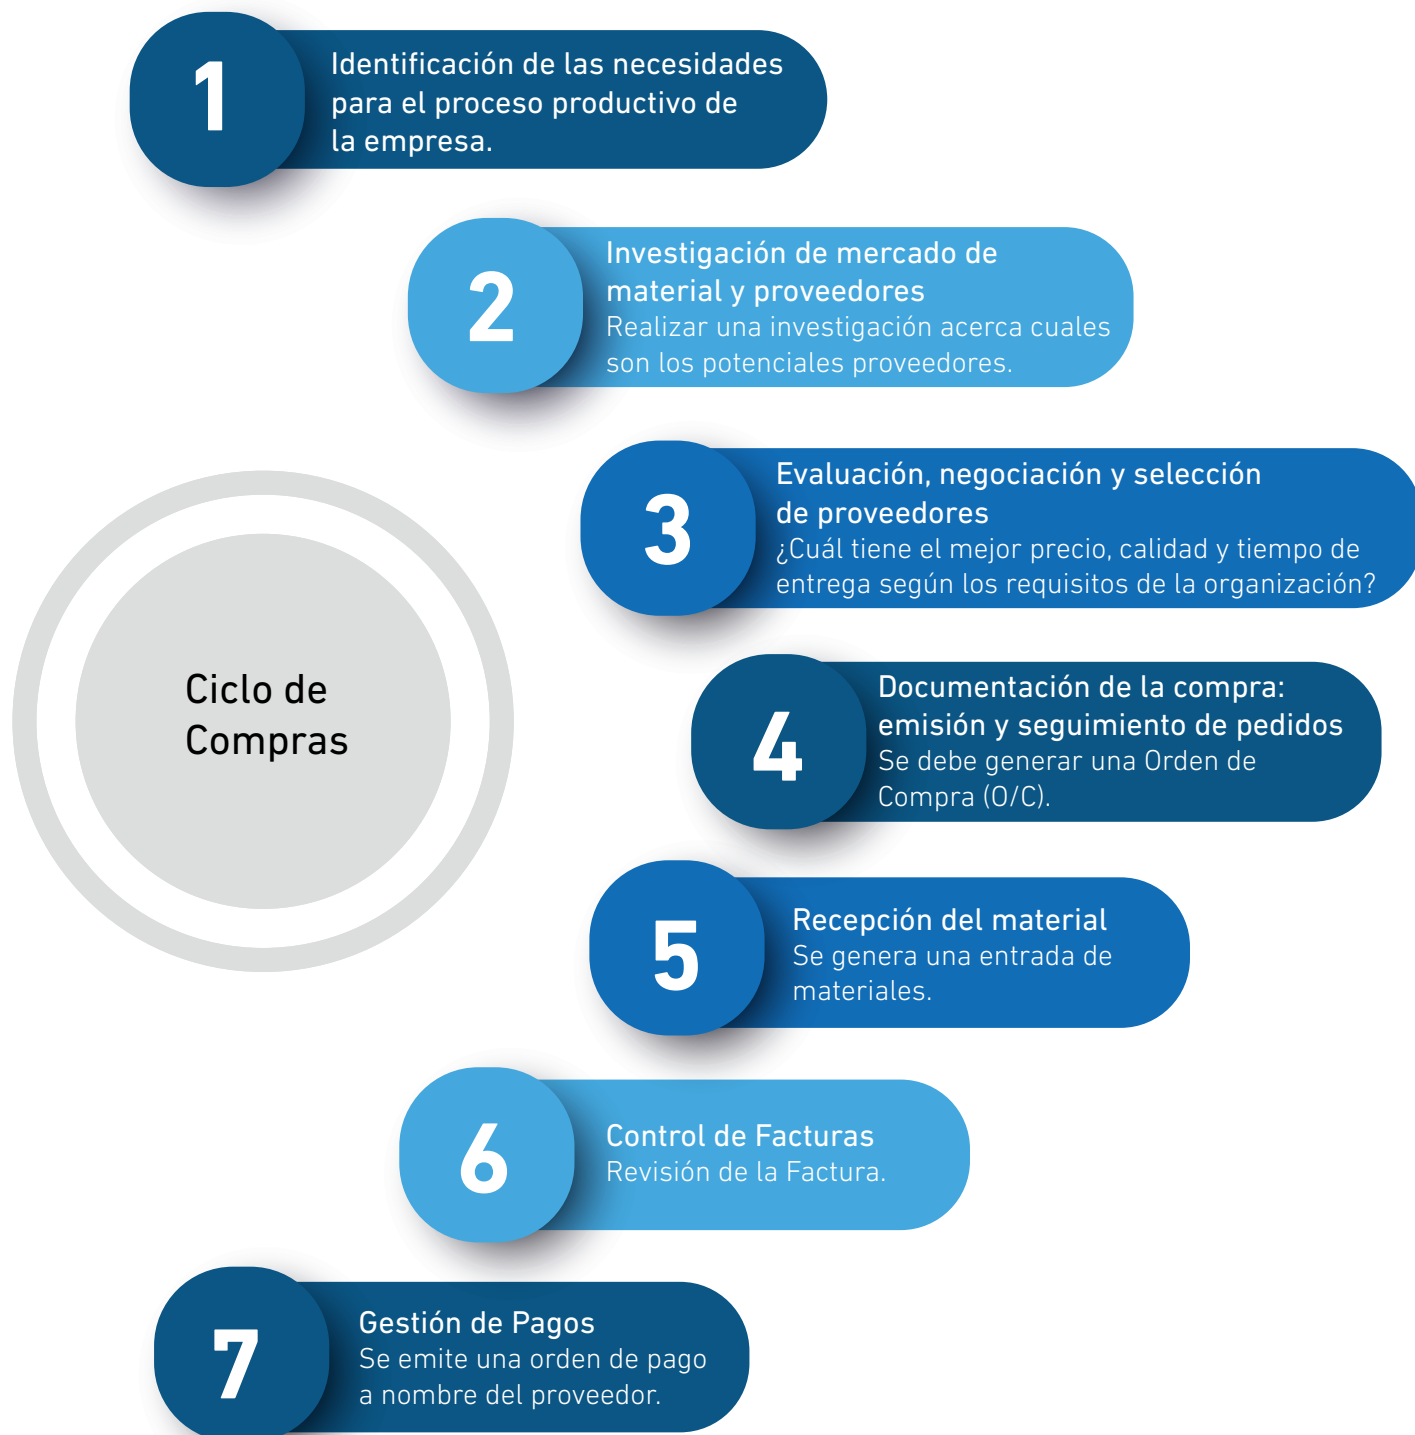 1
Identificación de las necesidades
para el proceso productivo de
la empresa.
2
Investigación de mercado de
material y proveedores
Realizar una investigación acerca cuales
son los potenciales proveedores.
3
Evaluación, negociación y selección
de proveedores
¿Cuál tiene el mejor precio, calidad y tiempo de
entrega según los requisitos de la organización?
Ciclo de
Compras
4
Documentación de la compra:
emisión y seguimiento de pedidos
Se debe generar una Orden de
Compra (O/C).
5
Recepción del material
Se genera una entrada de
materiales.
6
Control de Facturas
Revisión de la Factura.
7
Gestión de Pagos
Se emite una orden de pago
a nombre del proveedor.